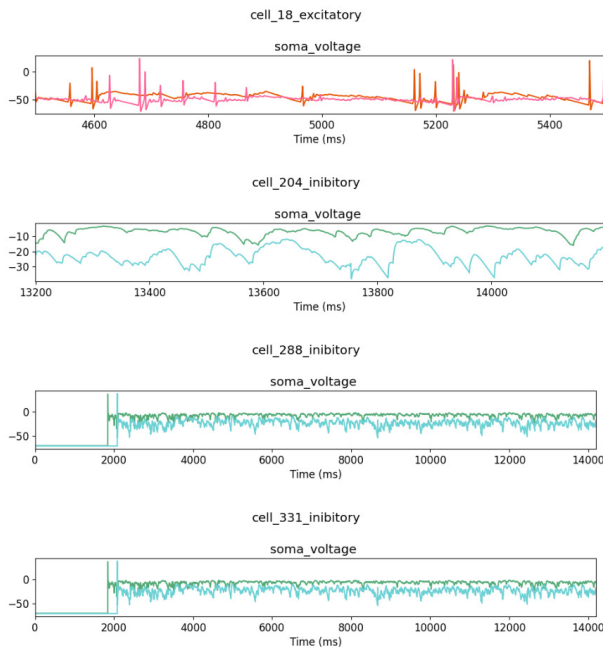 cell_18_excitatory
soma_voltage
0
−50
4600 4800 5000 5200 5400
Time (ms)
cell_204_inibitory
soma_voltage
−10
−20
−30
13200 13400 13600 13800 14000
Time (ms)
cell_288_inibitory
soma_voltage
0
−50
0 2000 4000 6000 8000 10000 12000 14000
Time (ms)
cell_331_inibitory
soma_voltage
0
−50
0 2000 4000 6000 8000 10000 12000 14000
Time (ms)